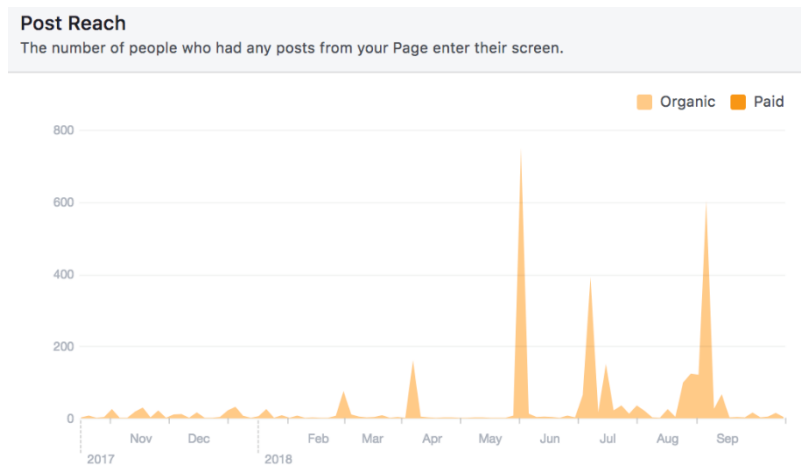 Post Reach
The number of people who had any posts from your Page enter their screen.
Organic Paid
800
600
400
200
0
Nov Dec Feb Mar Apr May Jun Jul Aug Sep
2017 2018